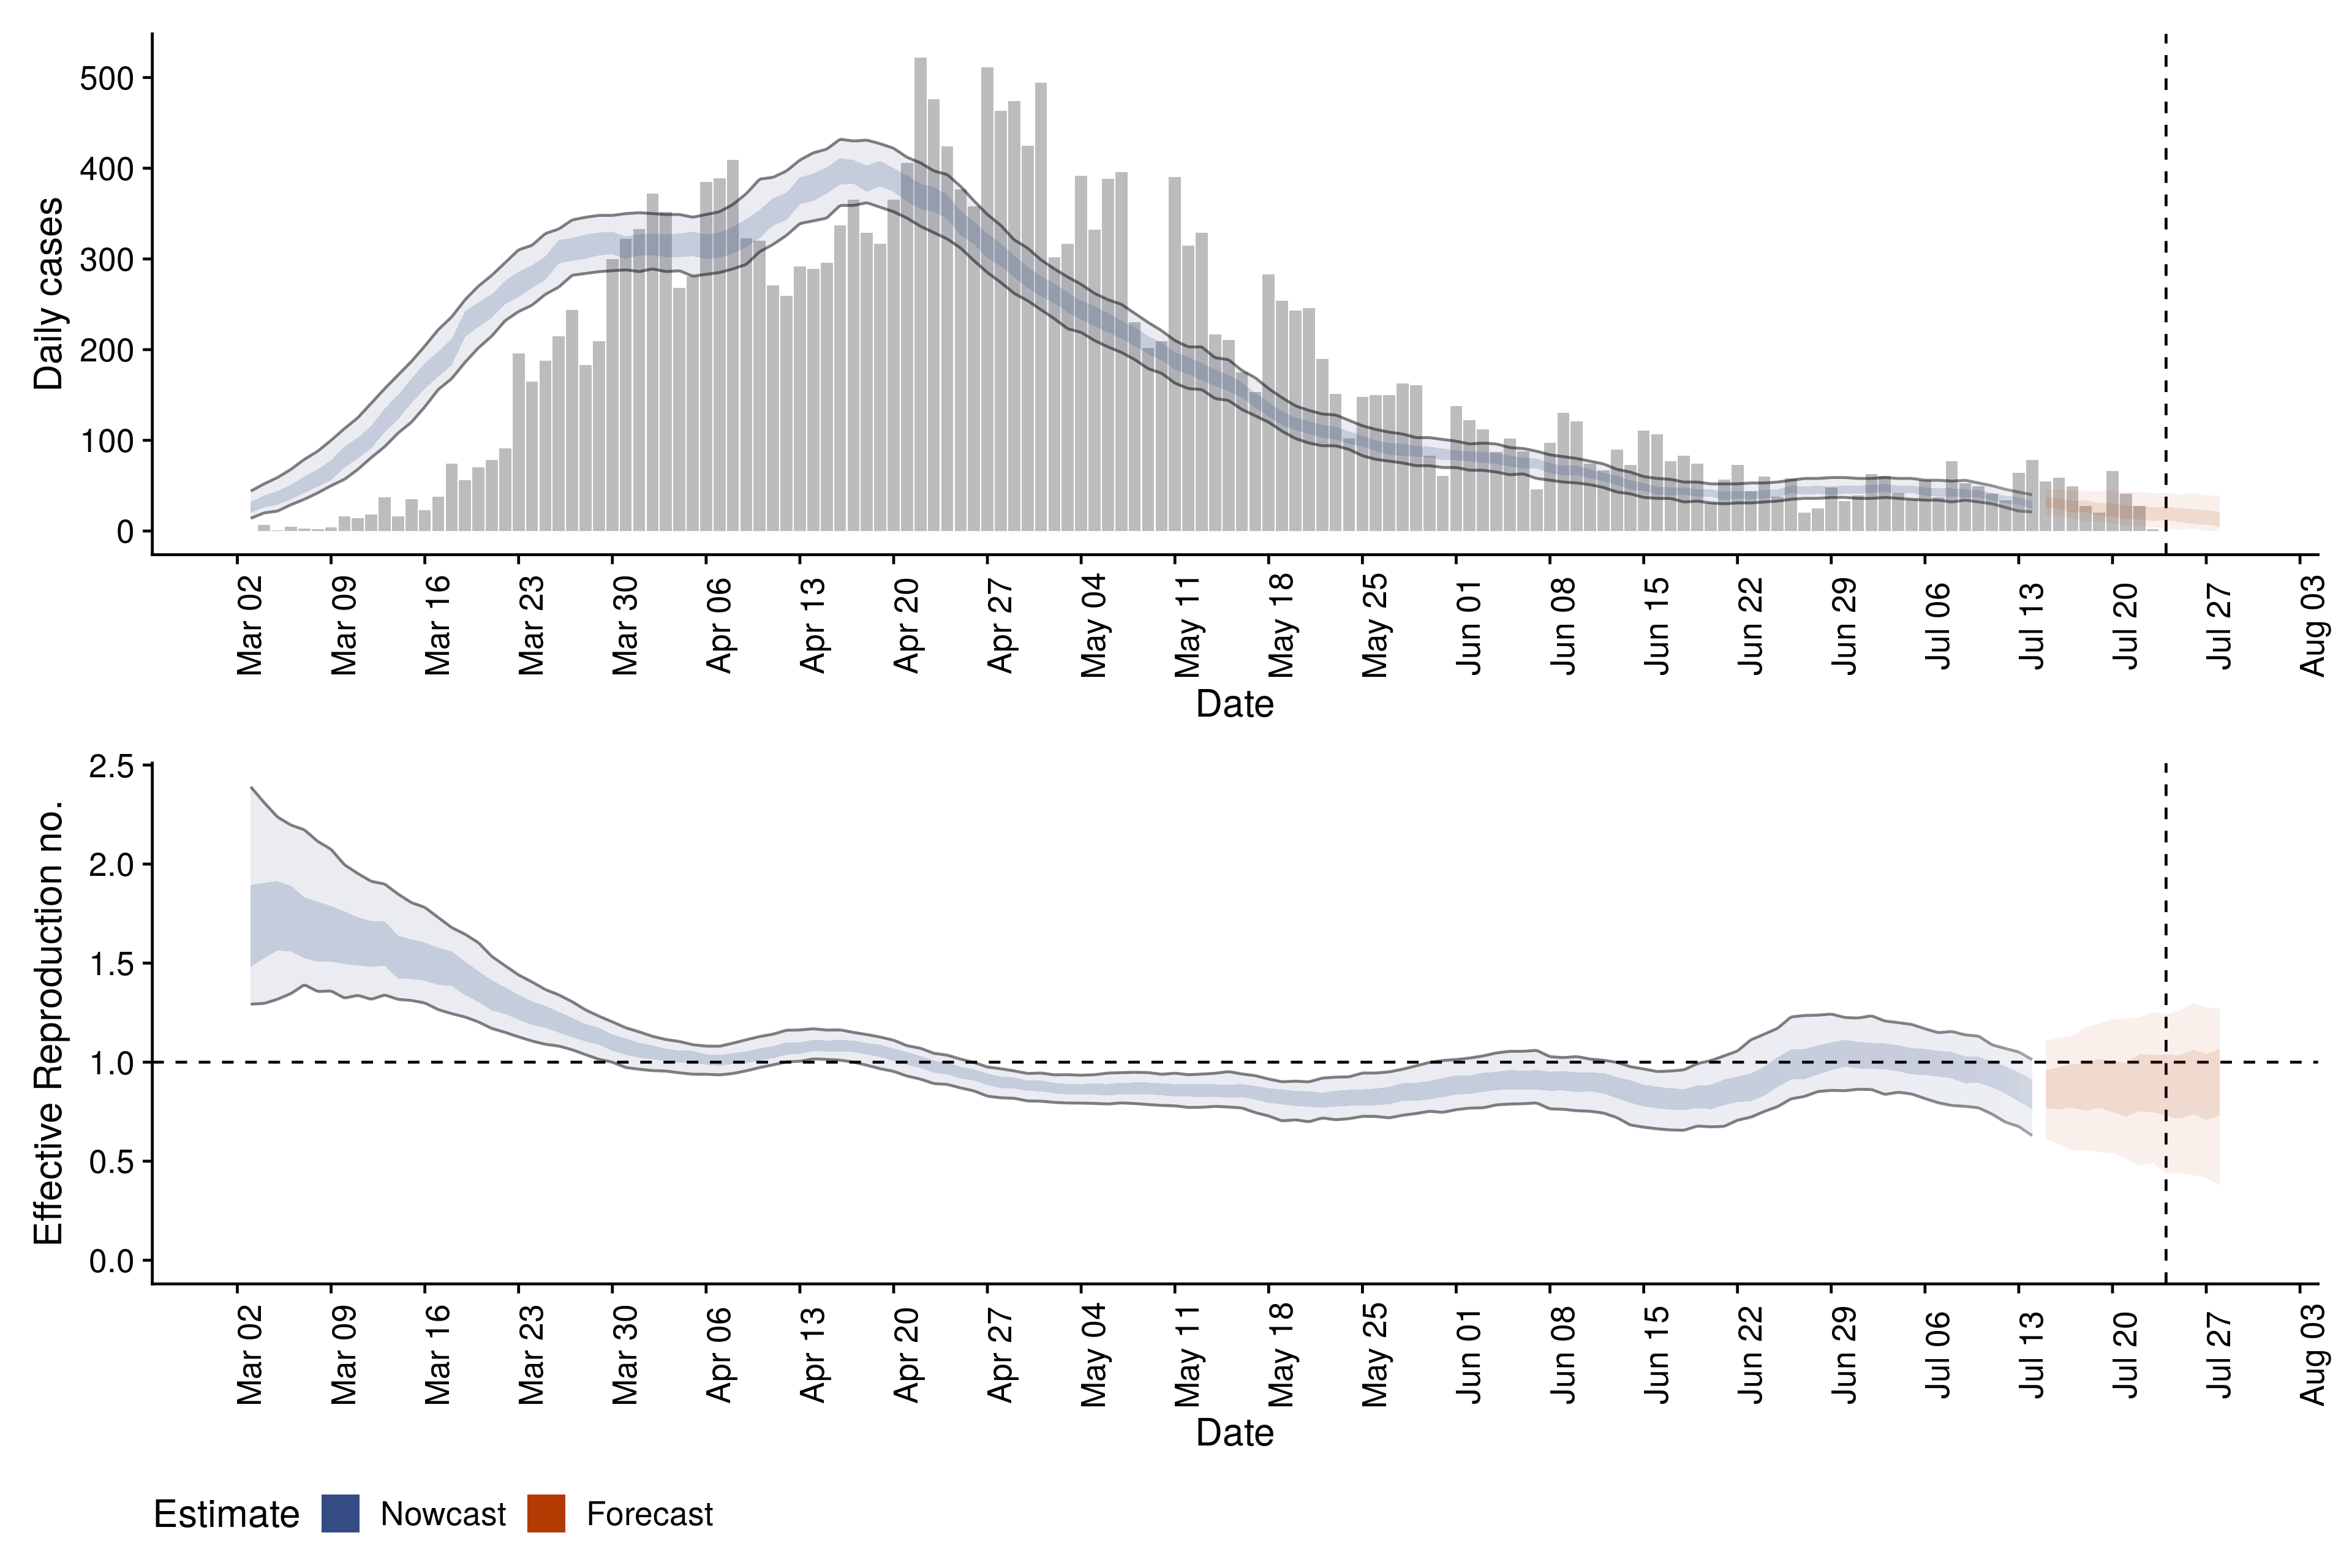 500
400
300
200
100
0
Daily cases
Mar 02
Mar 09
Mar 16
Mar 23
Mar 30
Apr 06
Apr 13
Apr 20
Apr 27
May 04
May 11
May 18
May 25
Jun 01
Jun 08
Jun 15
Jun 22
Jun 29
Jul 06
Jul 13
Jul 20
Jul 27
Aug 03
Date
2.5
2.0
1.5
1.0
0.5
0.0
Effective Reproduction no.
Mar 02
Mar 09
Mar 16
Mar 23
Mar 30
Apr 06
Apr 13
Apr 20
Apr 27
May 04
May 11
May 18
May 25
Jun 01
Jun 08
Jun 15
Jun 22
Jun 29
Jul 06
Jul 13
Jul 20
Jul 27
Aug 03
Date
Estimate Nowcast Forecast